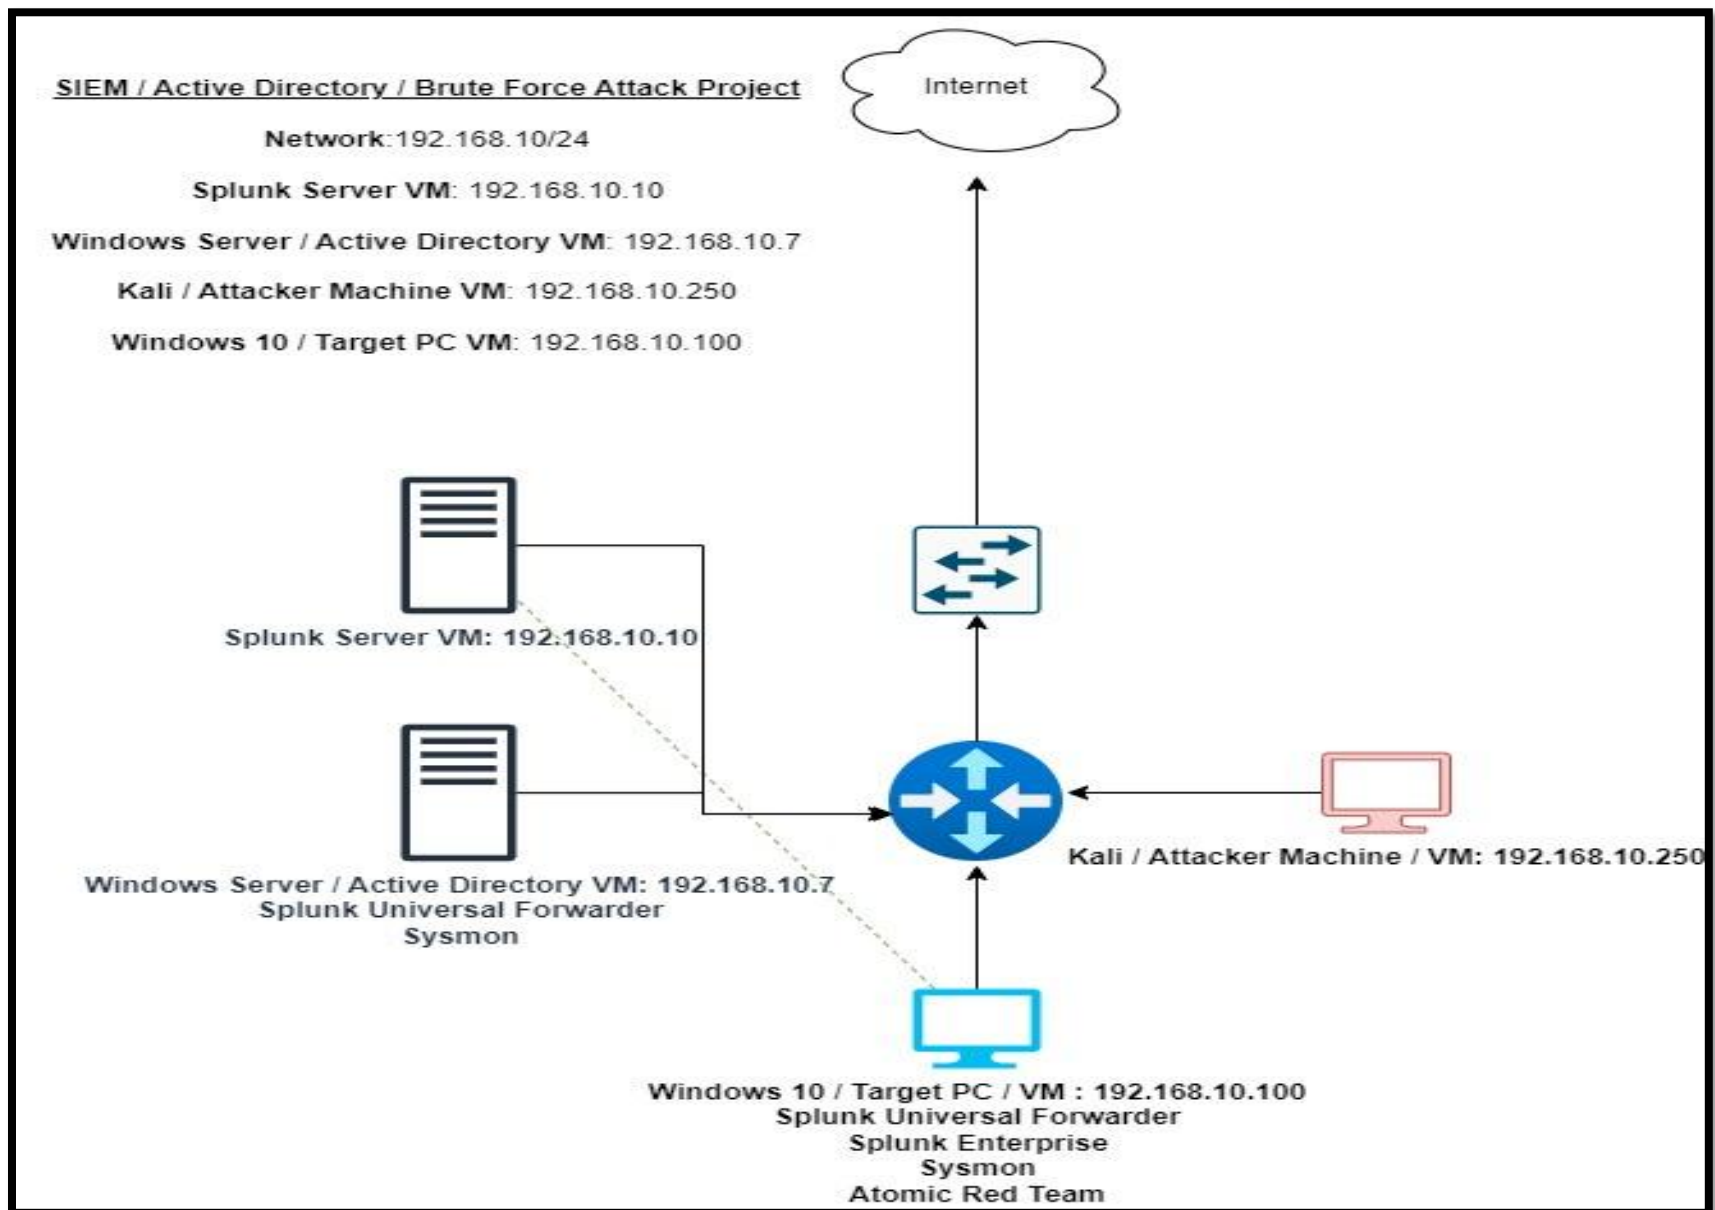 SIEM / Active Directory / Brute Force Attack Project
Network:192.168.10/24
Splunk Server VM: 192.168.10.10
Windows Server / Active Directory VM: 192.168.10.7
Kali / Attacker Machine VM: 192.168.10.250
Windows 10 / Target PC VM: 192.168.10.100
Internet
Splunk Server VM: 192.168.10.10
Windows Server / Active Directory VM: 192.168.10.7
Splunk Universal Forwarder
Sysmon
Kali / Attacker Machine / VM: 192.168.10.250
Windows 10 / Target PC / VM : 192.168.10.100
Splunk Universal Forwarder
Splunk Enterprise
Sysmon
Atomic Red Team